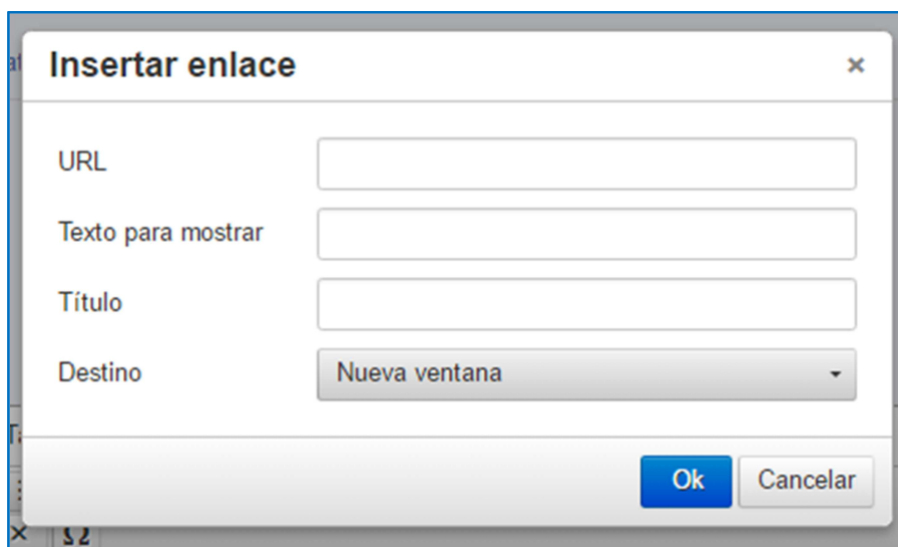 Insertar enlace
×
URL
Texto para mostrar
Título
Destino
Nueva ventana
Ok
Cancelar
Ω